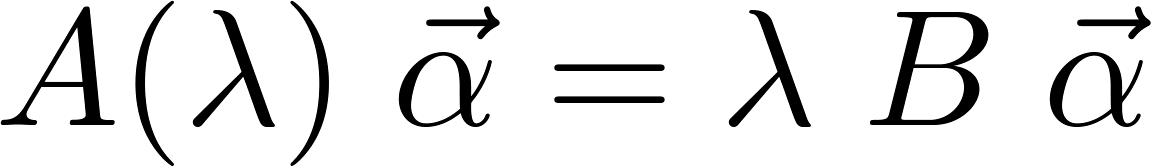 A(λ) α⃗ = λ B α⃗